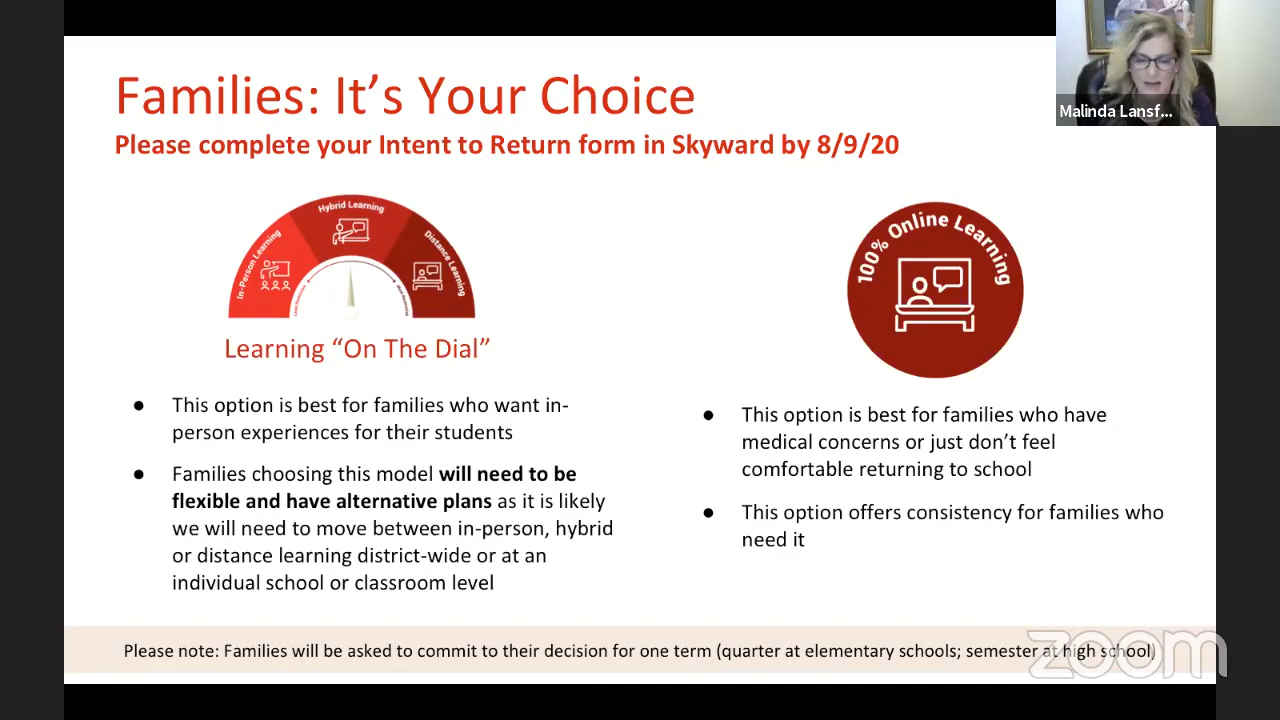 Families: It's Your Choice
Please complete your Intent to Return form in Skyward by 8/9/20
Malinda Lansf...
Hybrid Learning
In-Person Learning
Distance Learning
Learning “On The Dial”
● This option is best for families who want in-
person experiences for their students
● Families choosing this model will need to be
flexible and have alternative plans as it is likely
we will need to move between in-person, hybrid
or distance learning district-wide or at an
individual school or classroom level
100% Online Learning
● This option is best for families who have
medical concerns or just don't feel
comfortable returning to school
● This option offers consistency for families who
need it
Please note: Families will be asked to commit to their decision for one term (quarter at elementary schools; semester at high school)
zoom